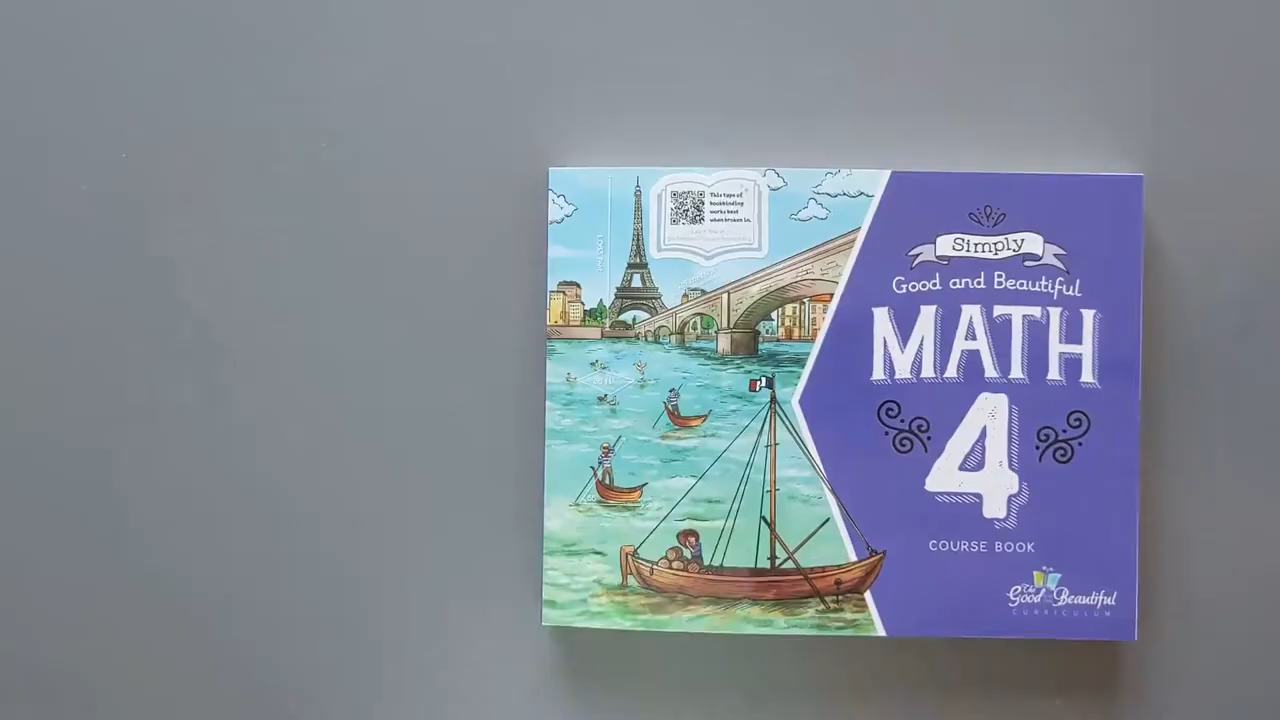 This type of
bookbinding
works best
when broken in.
Simply
Good and Beautiful
MATH
4
COURSE BOOK
The
Good and the Beautiful
CURRICULUM